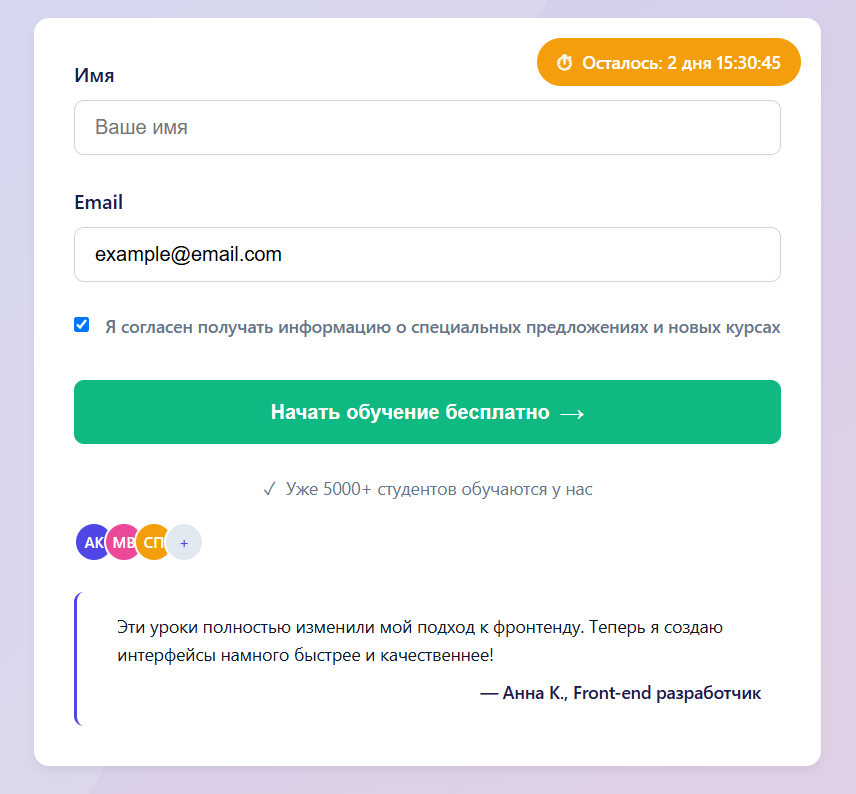 ⏱ Осталось: 2 дня 15:30:45
Имя
Ваше имя
Email
example@email.com
Я согласен получать информацию о специальных предложениях и новых курсах
Начать обучение бесплатно →
✓ Уже 5000+ студентов обучаются у нас
АК МВ СП +
Эти уроки полностью изменили мой подход к фронтенду. Теперь я создаю
интерфейсы намного быстрее и качественнее!
— Анна К., Front-end разработчик